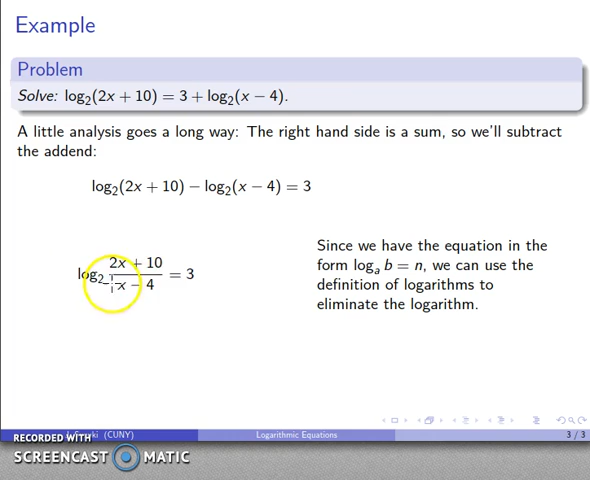 Example
Problem
Solve: log₂(2x + 10) = 3 + log₂(x − 4).
A little analysis goes a long way: The right hand side is a sum, so we'll subtract
the addend:
log₂(2x + 10) − log₂(x − 4) = 3
Since we have the equation in the
form logₐ b = n, we can use the
definition of logarithms to
eliminate the logarithm.
log₂ (2x + 10)/(x − 4) = 3
(CUNY)
Logarithmic Equations
3 / 3
RECORDED WITH
SCREENCAST MATIC